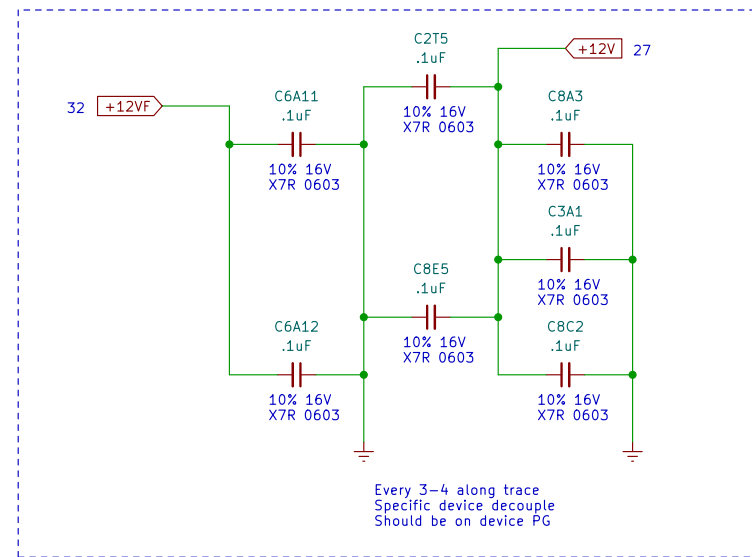 C2T5
.1uF
10% 16V
X7R 0603
+12V 27
32 +12VF
C6A11
.1uF
10% 16V
X7R 0603
C8A3
.1uF
10% 16V
X7R 0603
C3A1
.1uF
10% 16V
X7R 0603
C8E5
.1uF
10% 16V
X7R 0603
C6A12
.1uF
10% 16V
X7R 0603
C8C2
.1uF
10% 16V
X7R 0603
Every 3-4 along trace
Specific device decouple
Should be on device PG